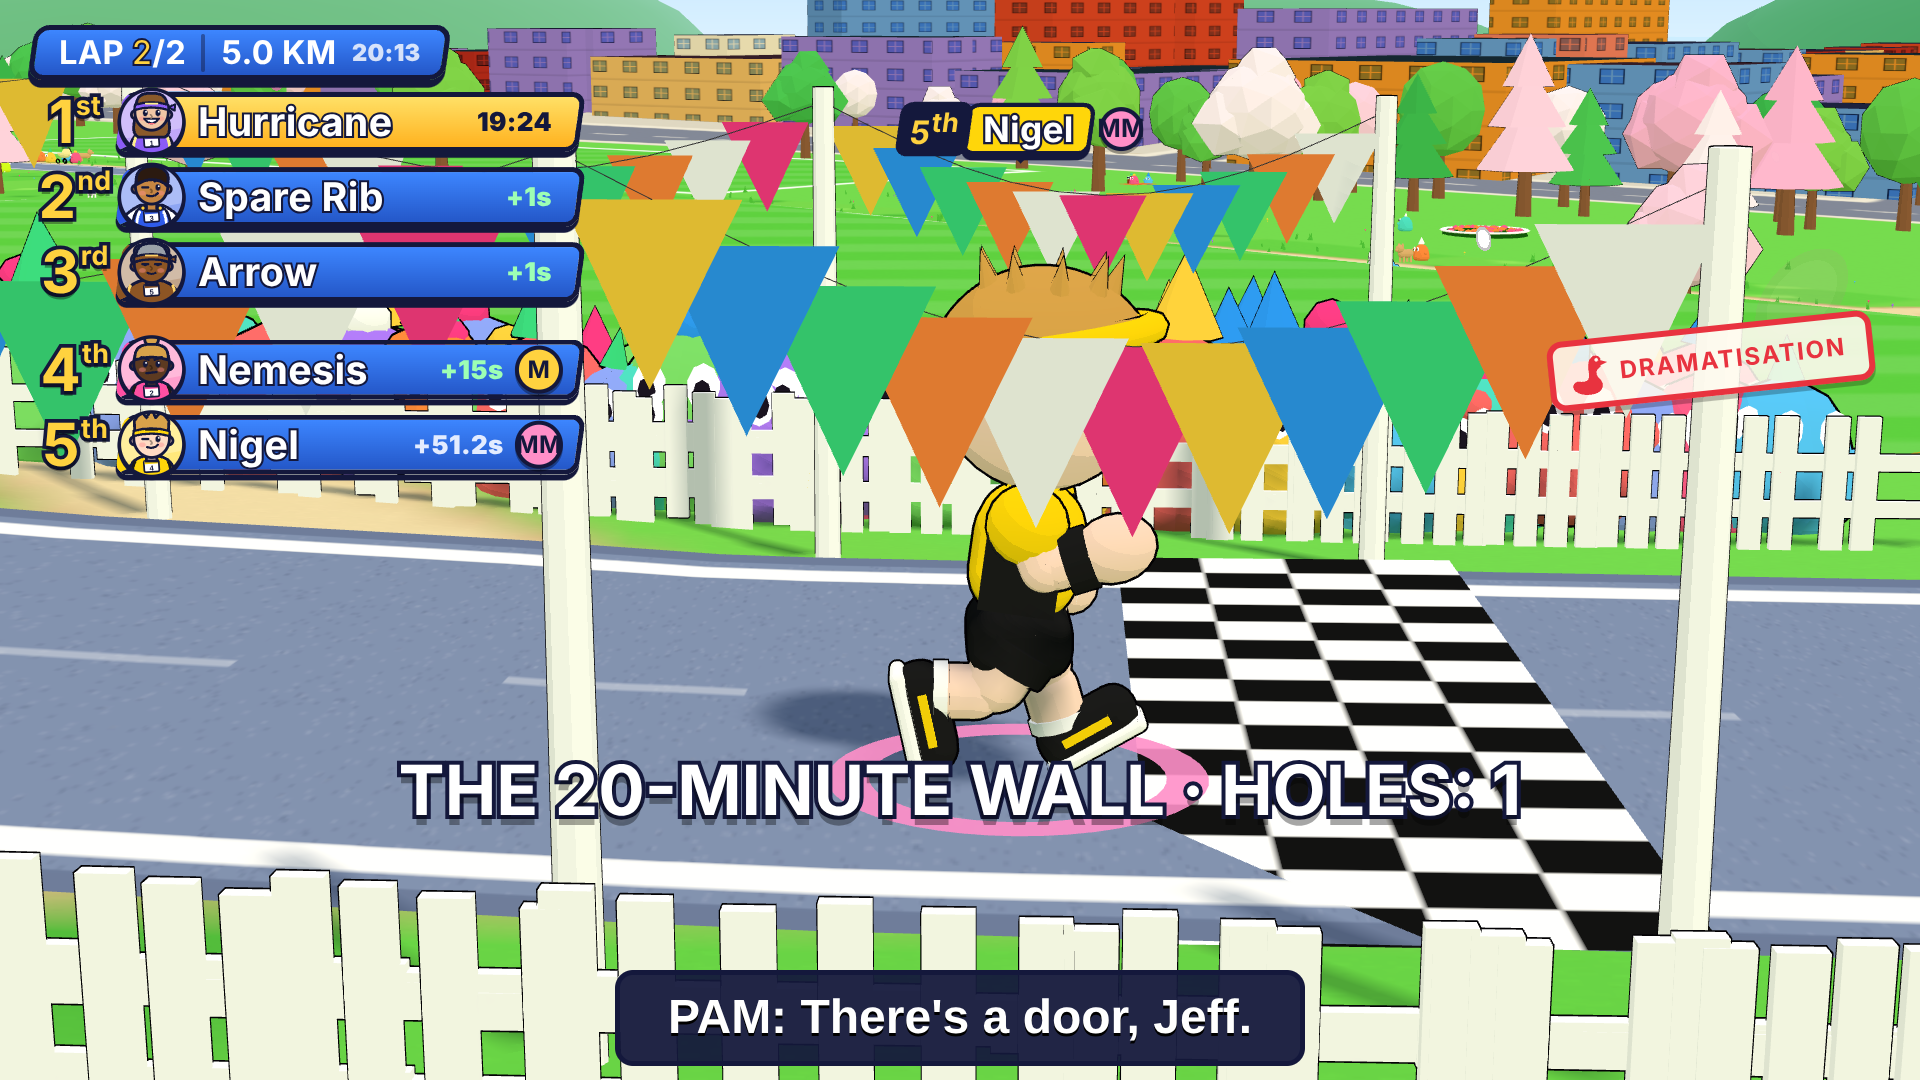 LAP 2/2 5.0 KM 20:13
1st Hurricane 19:24
2nd Spare Rib +1s
3rd Arrow +1s
4th Nemesis +15s M
5th Nigel +51.2s MM
5th Nigel MM
DRAMATISATION
THE 20-MINUTE WALL · HOLES: 1
PAM: There's a door, Jeff.